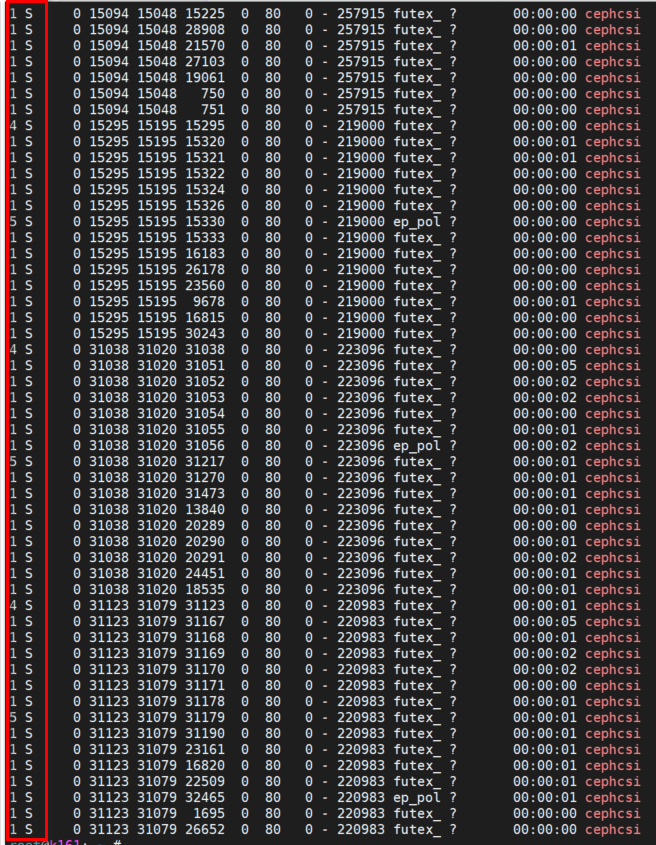 1 S 0 15094 15048 15225 0 80 0 - 257915 futex_ ? 00:00:00 cephcsi
1 S 0 15094 15048 28908 0 80 0 - 257915 futex_ ? 00:00:00 cephcsi
1 S 0 15094 15048 21570 0 80 0 - 257915 futex_ ? 00:00:01 cephcsi
1 S 0 15094 15048 27103 0 80 0 - 257915 futex_ ? 00:00:00 cephcsi
1 S 0 15094 15048 19061 0 80 0 - 257915 futex_ ? 00:00:00 cephcsi
1 S 0 15094 15048 750 0 80 0 - 257915 futex_ ? 00:00:00 cephcsi
1 S 0 15094 15048 751 0 80 0 - 257915 futex_ ? 00:00:00 cephcsi
4 S 0 15295 15195 15295 0 80 0 - 219000 futex_ ? 00:00:00 cephcsi
1 S 0 15295 15195 15320 0 80 0 - 219000 futex_ ? 00:00:01 cephcsi
1 S 0 15295 15195 15321 0 80 0 - 219000 futex_ ? 00:00:01 cephcsi
1 S 0 15295 15195 15322 0 80 0 - 219000 futex_ ? 00:00:00 cephcsi
1 S 0 15295 15195 15324 0 80 0 - 219000 futex_ ? 00:00:00 cephcsi
1 S 0 15295 15195 15326 0 80 0 - 219000 futex_ ? 00:00:00 cephcsi
5 S 0 15295 15195 15330 0 80 0 - 219000 ep_pol ? 00:00:00 cephcsi
1 S 0 15295 15195 15333 0 80 0 - 219000 futex_ ? 00:00:00 cephcsi
1 S 0 15295 15195 16183 0 80 0 - 219000 futex_ ? 00:00:00 cephcsi
1 S 0 15295 15195 26178 0 80 0 - 219000 futex_ ? 00:00:00 cephcsi
1 S 0 15295 15195 23560 0 80 0 - 219000 futex_ ? 00:00:00 cephcsi
1 S 0 15295 15195 9678 0 80 0 - 219000 futex_ ? 00:00:01 cephcsi
1 S 0 15295 15195 16815 0 80 0 - 219000 futex_ ? 00:00:00 cephcsi
1 S 0 15295 15195 30243 0 80 0 - 219000 futex_ ? 00:00:00 cephcsi
4 S 0 31038 31020 31038 0 80 0 - 223096 futex_ ? 00:00:00 cephcsi
1 S 0 31038 31020 31051 0 80 0 - 223096 futex_ ? 00:00:05 cephcsi
1 S 0 31038 31020 31052 0 80 0 - 223096 futex_ ? 00:00:02 cephcsi
1 S 0 31038 31020 31053 0 80 0 - 223096 futex_ ? 00:00:02 cephcsi
1 S 0 31038 31020 31054 0 80 0 - 223096 futex_ ? 00:00:00 cephcsi
1 S 0 31038 31020 31055 0 80 0 - 223096 futex_ ? 00:00:01 cephcsi
1 S 0 31038 31020 31056 0 80 0 - 223096 ep_pol ? 00:00:02 cephcsi
5 S 0 31038 31020 31217 0 80 0 - 223096 futex_ ? 00:00:01 cephcsi
1 S 0 31038 31020 31270 0 80 0 - 223096 futex_ ? 00:00:01 cephcsi
1 S 0 31038 31020 31473 0 80 0 - 223096 futex_ ? 00:00:01 cephcsi
1 S 0 31038 31020 13840 0 80 0 - 223096 futex_ ? 00:00:01 cephcsi
1 S 0 31038 31020 20289 0 80 0 - 223096 futex_ ? 00:00:00 cephcsi
1 S 0 31038 31020 20290 0 80 0 - 223096 futex_ ? 00:00:01 cephcsi
1 S 0 31038 31020 20291 0 80 0 - 223096 futex_ ? 00:00:02 cephcsi
1 S 0 31038 31020 24451 0 80 0 - 223096 futex_ ? 00:00:01 cephcsi
1 S 0 31038 31020 18535 0 80 0 - 223096 futex_ ? 00:00:01 cephcsi
4 S 0 31123 31079 31123 0 80 0 - 220983 futex_ ? 00:00:01 cephcsi
1 S 0 31123 31079 31167 0 80 0 - 220983 futex_ ? 00:00:05 cephcsi
1 S 0 31123 31079 31168 0 80 0 - 220983 futex_ ? 00:00:01 cephcsi
1 S 0 31123 31079 31169 0 80 0 - 220983 futex_ ? 00:00:02 cephcsi
1 S 0 31123 31079 31170 0 80 0 - 220983 futex_ ? 00:00:02 cephcsi
1 S 0 31123 31079 31171 0 80 0 - 220983 futex_ ? 00:00:00 cephcsi
1 S 0 31123 31079 31178 0 80 0 - 220983 futex_ ? 00:00:01 cephcsi
5 S 0 31123 31079 31179 0 80 0 - 220983 futex_ ? 00:00:01 cephcsi
1 S 0 31123 31079 31190 0 80 0 - 220983 futex_ ? 00:00:00 cephcsi
1 S 0 31123 31079 23161 0 80 0 - 220983 futex_ ? 00:00:01 cephcsi
1 S 0 31123 31079 16820 0 80 0 - 220983 futex_ ? 00:00:01 cephcsi
1 S 0 31123 31079 22509 0 80 0 - 220983 futex_ ? 00:00:01 cephcsi
1 S 0 31123 31079 32465 0 80 0 - 220983 ep_pol ? 00:00:00 cephcsi
1 S 0 31123 31079 1695 0 80 0 - 220983 futex_ ? 00:00:00 cephcsi
1 S 0 31123 31079 26652 0 80 0 - 220983 futex_ ? 00:00:00 cephcsi